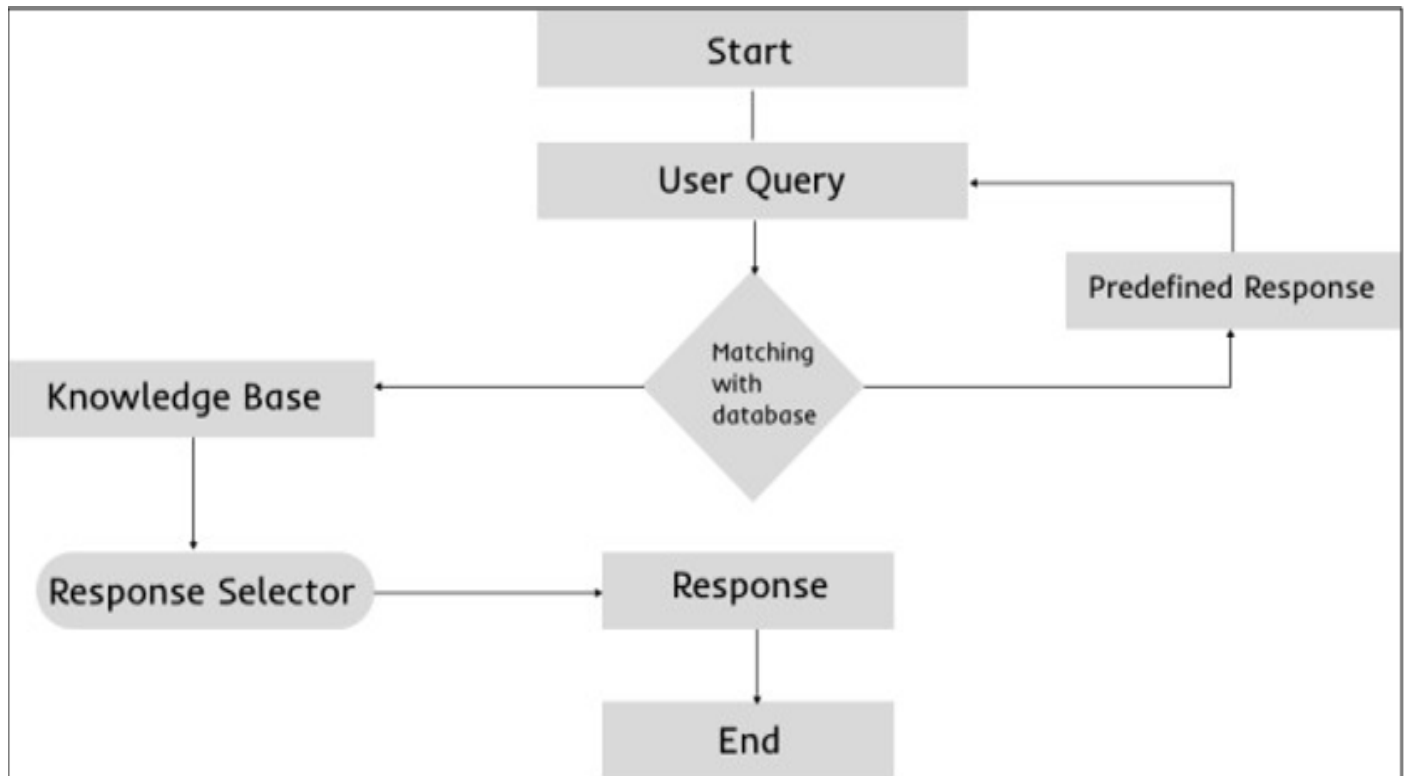 Start
User Query
Predefined Response
Matching
with
database
Knowledge Base
Response Selector
Response
End